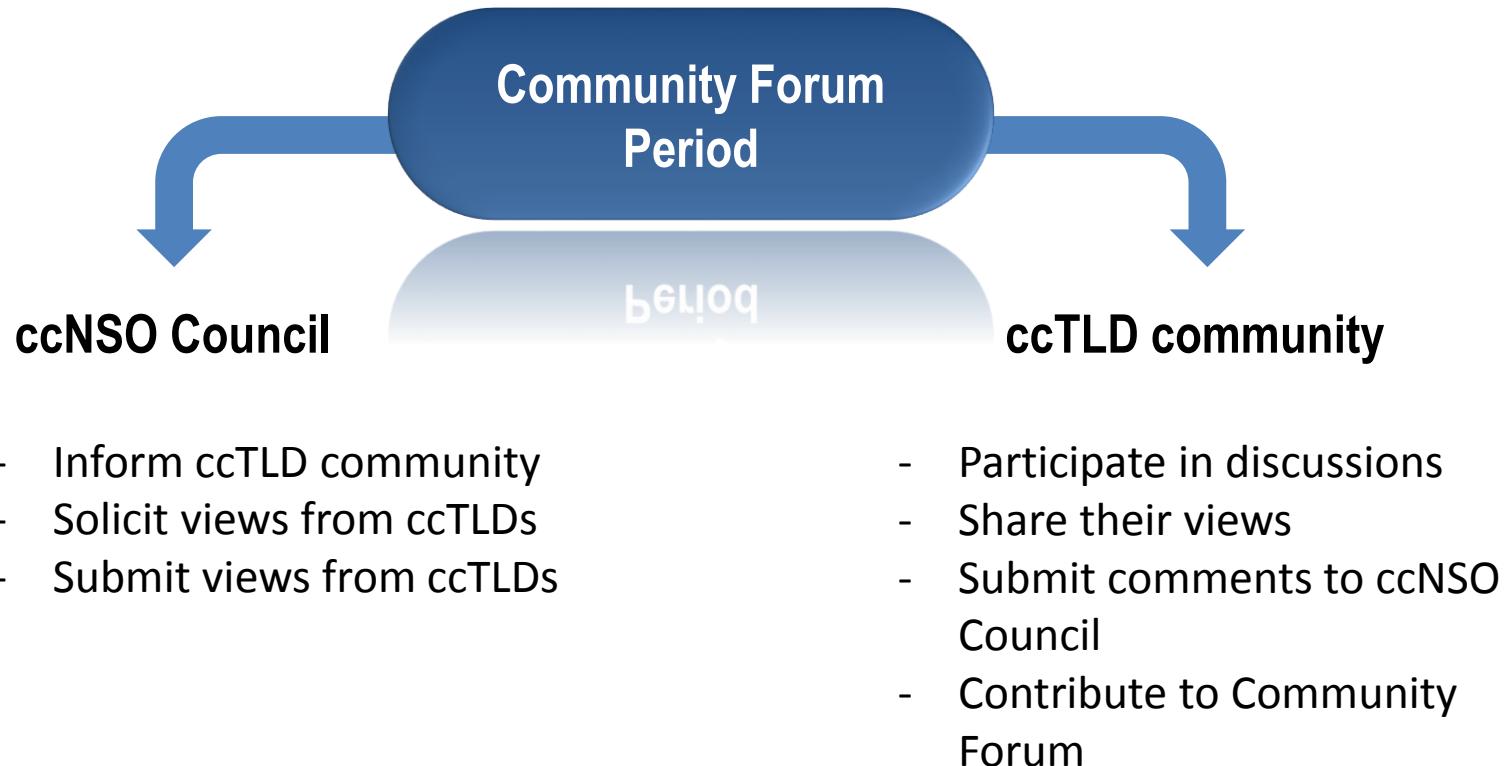 Community Forum
Period
ccNSO Council
- Inform ccTLD community
- Solicit views from ccTLDs
- Submit views from ccTLDs
ccTLD community
- Participate in discussions
- Share their views
- Submit comments to ccNSO
Council
- Contribute to Community
Forum